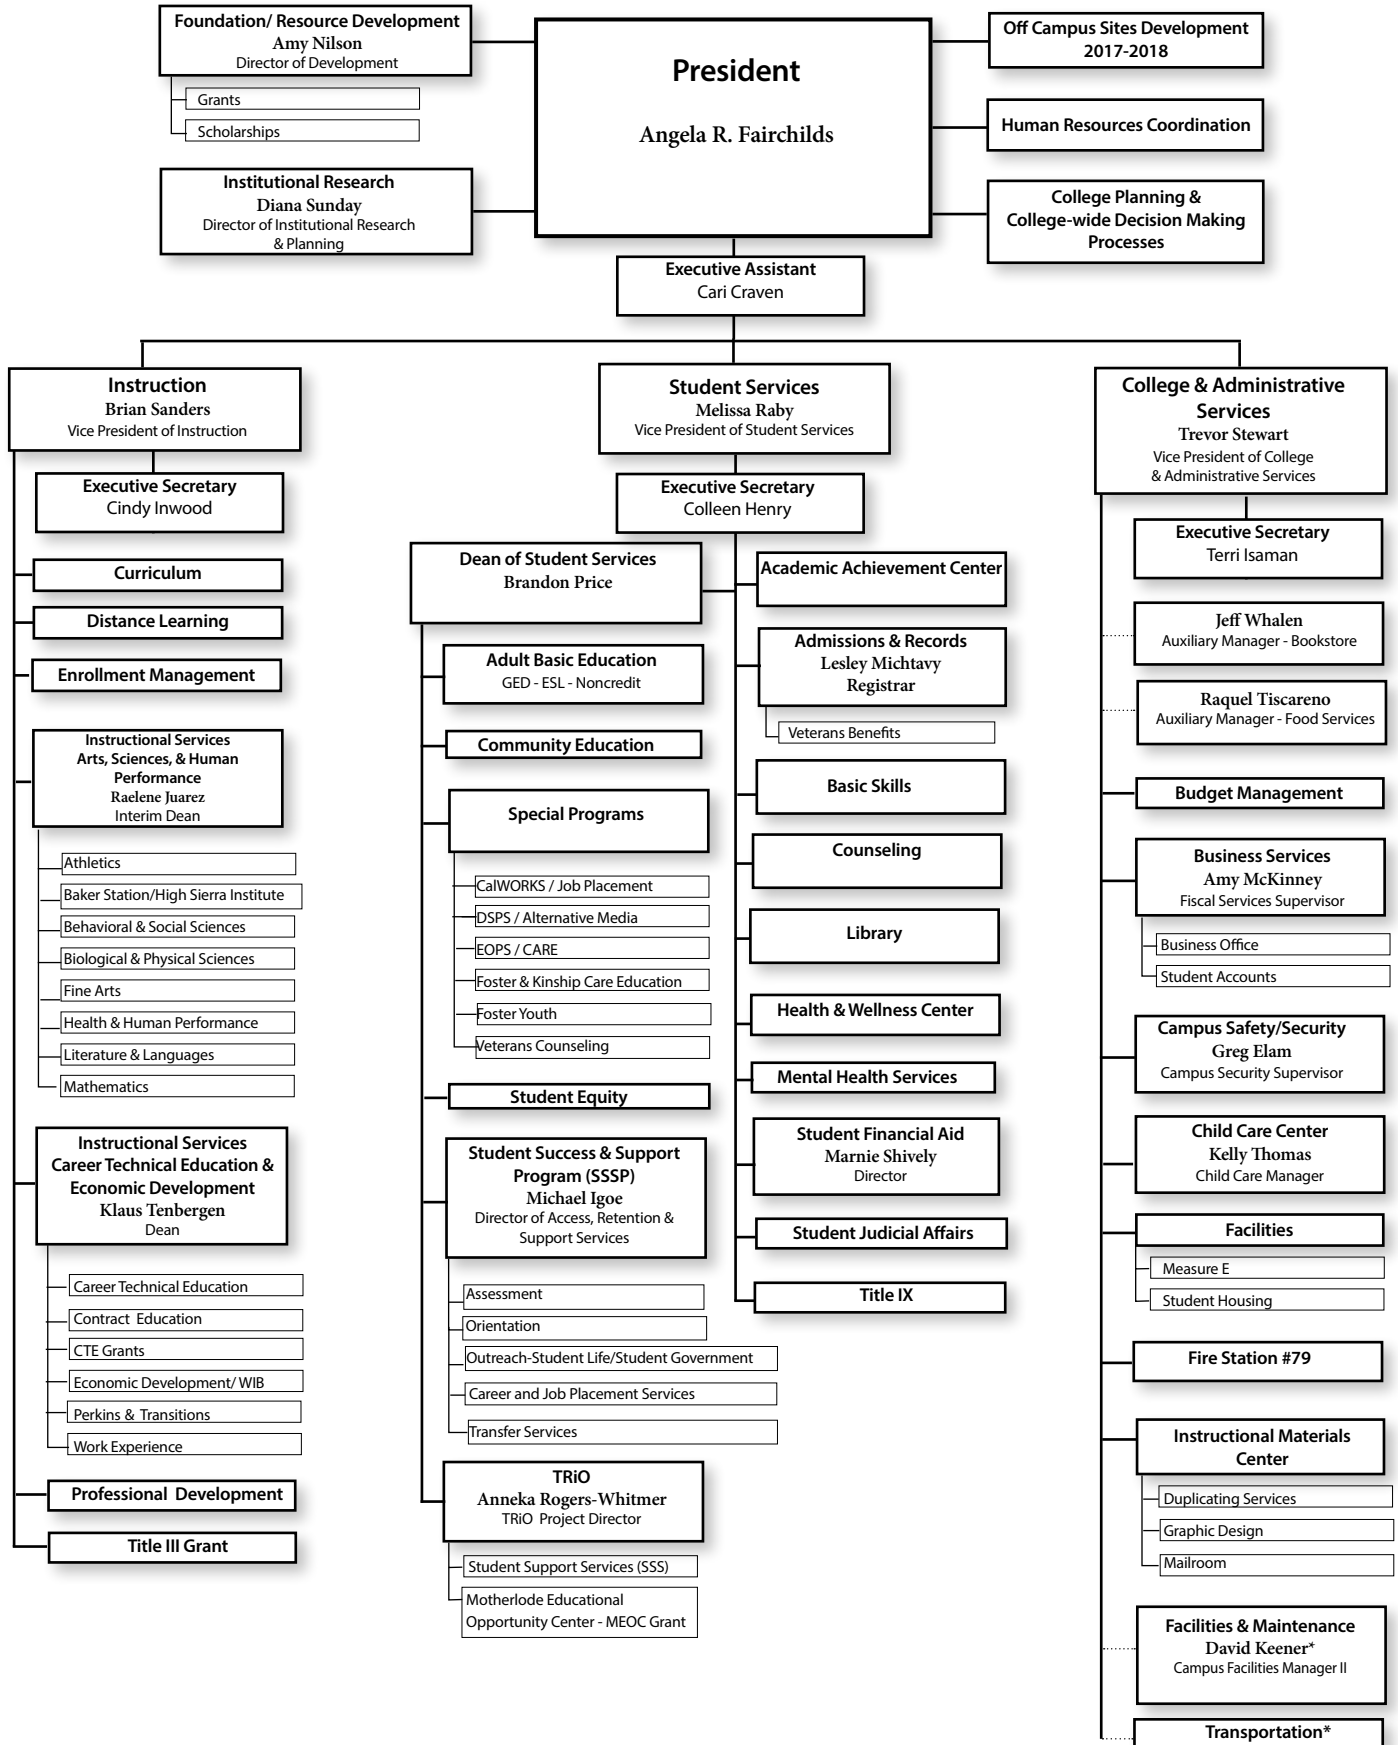 Foundation/ Resource Development
Amy Nilson
Director of Development
Grants
Scholarships
Institutional Research
Diana Sunday
Director of Institutional Research
& Planning
President
Angela R. Fairchilds
Off Campus Sites Development
2017-2018
Human Resources Coordination
College Planning &
College-wide Decision Making
Processes
Executive Assistant
Cari Craven
Instruction
Brian Sanders
Vice President of Instruction
Executive Secretary
Cindy Inwood
Curriculum
Distance Learning
Enrollment Management
Instructional Services
Arts, Sciences, & Human
Performance
Raelene Juarez
Interim Dean
Athletics
Baker Station/High Sierra Institute
Behavioral & Social Sciences
Biological & Physical Sciences
Fine Arts
Health & Human Performance
Literature & Languages
Mathematics
Instructional Services
Career Technical Education &
Economic Development
Klaus Tenbergen
Dean
Career Technical Education
Contract Education
CTE Grants
Economic Development/ WIB
Perkins & Transitions
Work Experience
Professional Development
Title III Grant
Student Services
Melissa Raby
Vice President of Student Services
Executive Secretary
Colleen Henry
Dean of Student Services
Brandon Price
Adult Basic Education
GED - ESL - Noncredit
Community Education
Special Programs
CalWORKS / Job Placement
DSPS / Alternative Media
EOPS / CARE
Foster & Kinship Care Education
Foster Youth
Veterans Counseling
Student Equity
Student Success & Support
Program (SSSP)
Michael Igoe
Director of Access, Retention &
Support Services
Assessment
Orientation
Outreach-Student Life/Student Government
Career and Job Placement Services
Transfer Services
TRiO
Anneka Rogers-Whitmer
TRiO Project Director
Student Support Services (SSS)
Motherlode Educational
Opportunity Center - MEOC Grant
Academic Achievement Center
Admissions & Records
Lesley Michtavy
Registrar
Veterans Benefits
Basic Skills
Counseling
Library
Health & Wellness Center
Mental Health Services
Student Financial Aid
Marnie Shively
Director
Student Judicial Affairs
Title IX
College & Administrative
Services
Trevor Stewart
Vice President of College
& Administrative Services
Executive Secretary
Terri Isaman
Jeff Whalen
Auxiliary Manager - Bookstore
Raquel Tiscareno
Auxiliary Manager - Food Services
Budget Management
Business Services
Amy McKinney
Fiscal Services Supervisor
Business Office
Student Accounts
Campus Safety/Security
Greg Elam
Campus Security Supervisor
Child Care Center
Kelly Thomas
Child Care Manager
Facilities
Measure E
Student Housing
Fire Station #79
Instructional Materials
Center
Duplicating Services
Graphic Design
Mailroom
Facilities & Maintenance
David Keener*
Campus Facilities Manager II
Transportation*